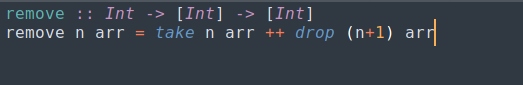 remove :: Int -> [Int] -> [Int]
remove n arr = take n arr ++ drop (n+1) arr